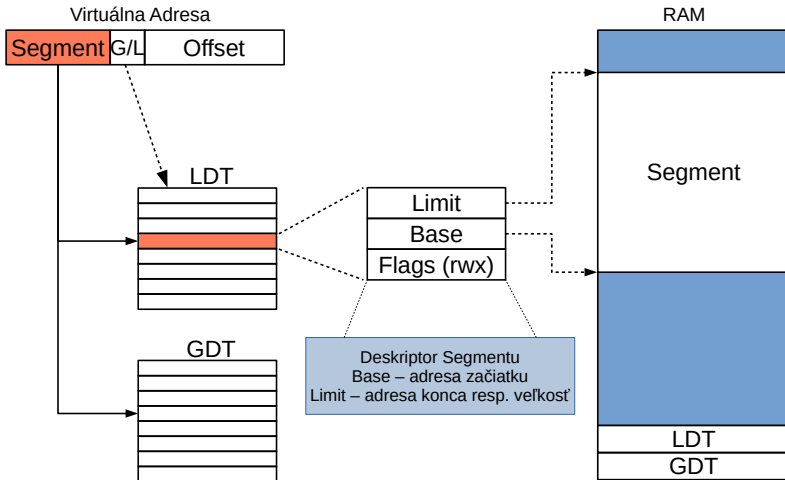 Virtuálna Adresa
Segment G/L Offset
LDT
Limit
Base
Flags (rwx)
Deskriptor Segmentu
Base – adresa začiatku
Limit – adresa konca resp. veľkosť
GDT
RAM
Segment
LDT
GDT